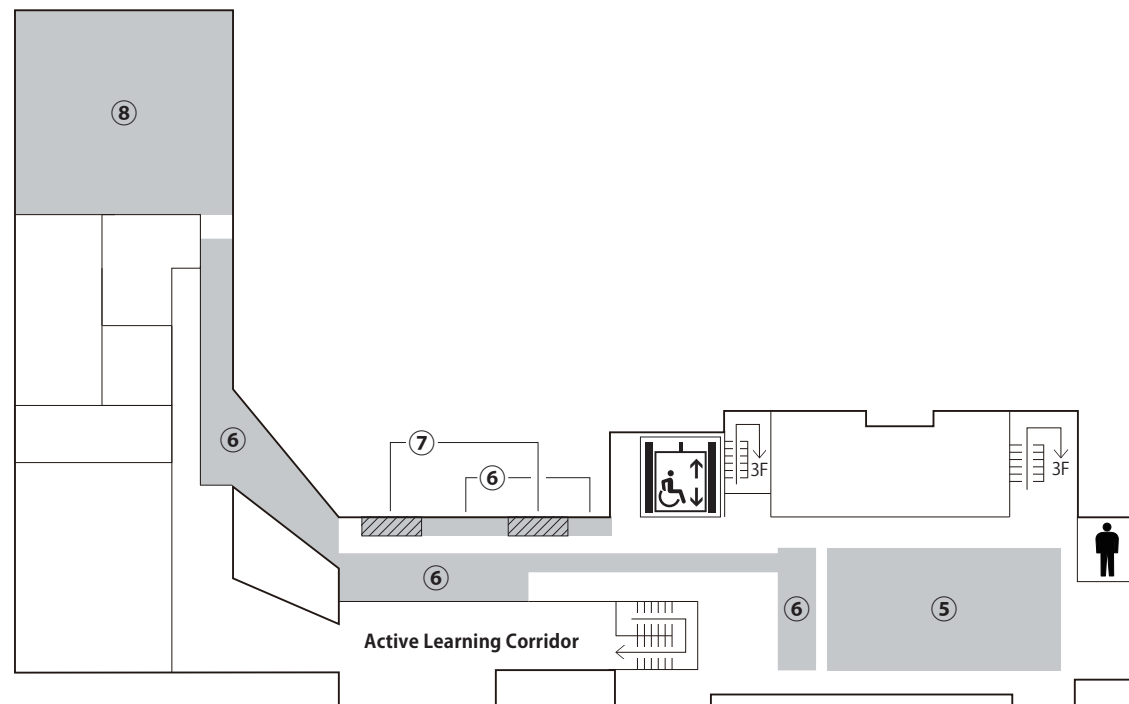 ⑧
⑥
⑦
⑥
3F
3F
⑥
⑥
⑤
Active Learning Corridor